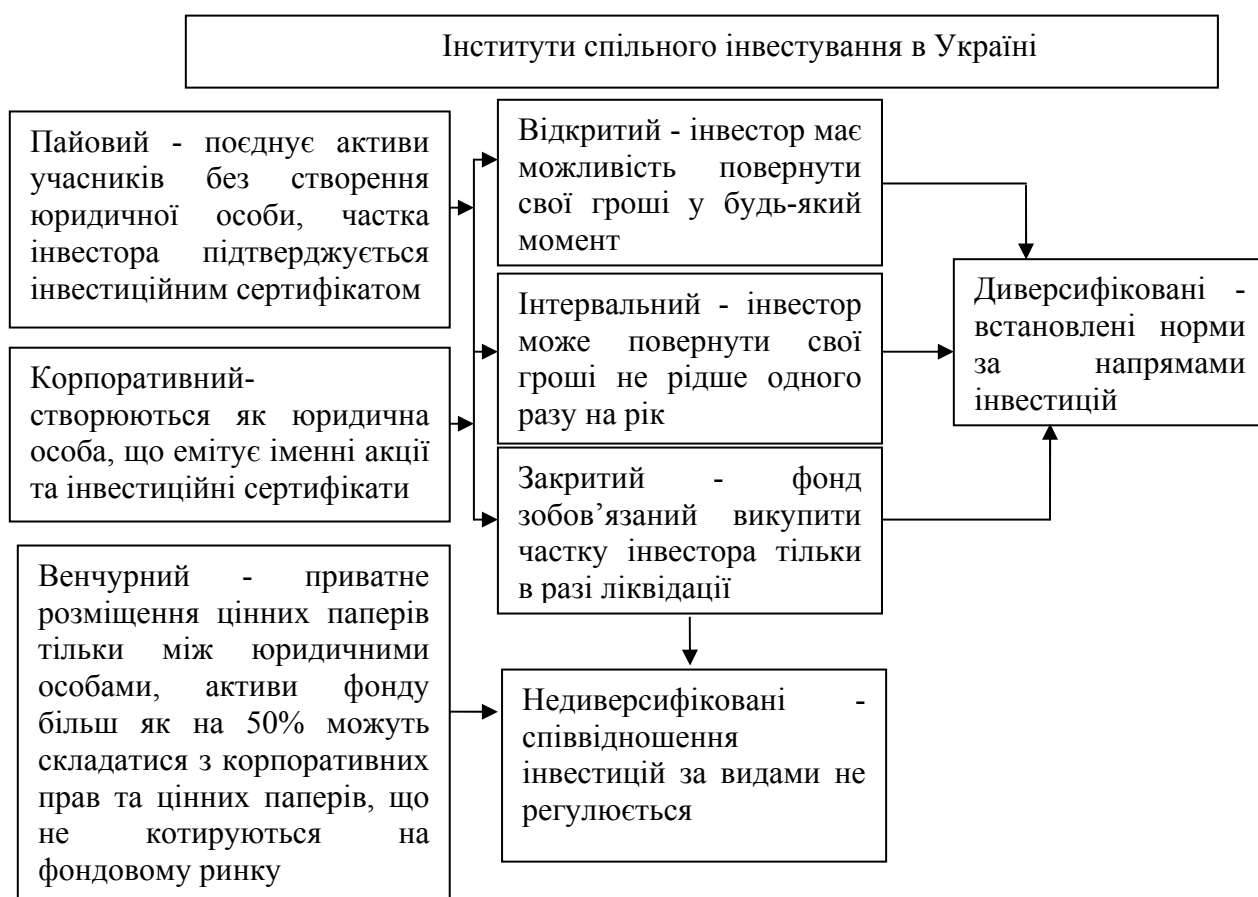 Інститути спільного інвестування в Україні
Пайовий - поєднує активи
учасників без створення
юридичної особи, частка
інвестора підтверджується
інвестиційним сертифікатом
Корпоративний-
створюються як юридична
особа, що емітує іменні акції
та інвестиційні сертифікати
Венчурний - приватне
розміщення цінних паперів
тільки між юридичними
особами, активи фонду
більш як на 50% можуть
складатися з корпоративних
прав та цінних паперів, що
не котируються на
фондовому ринку
Відкритий - інвестор має
можливість повернути
свої гроші у будь-який
момент
Інтервальний - інвестор
може повернути свої
гроші не рідше одного
разу на рік
Закритий - фонд
зобов’язаний викупити
частку інвестора тільки
в разі ліквідації
Недиверсифіковані -
співвідношення
інвестицій за видами не
регулюється
Диверсифіковані -
встановлені норми
за напрямами
інвестицій